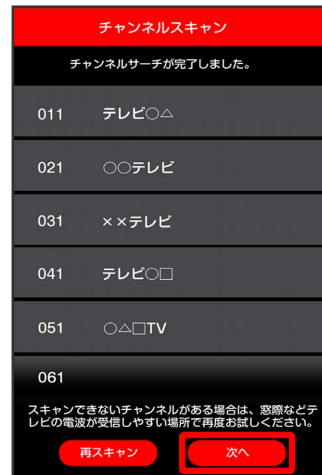 チャンネルスキャン
チャンネルサーチが完了しました。
011 テレビ○△
021 ○○テレビ
031 ××テレビ
041 テレビ○□
051 ○△□TV
061
スキャンできないチャンネルがある場合は、窓際などテ
レビの電波が受信しやすい場所で再度お試しください。
再スキャン 次へ